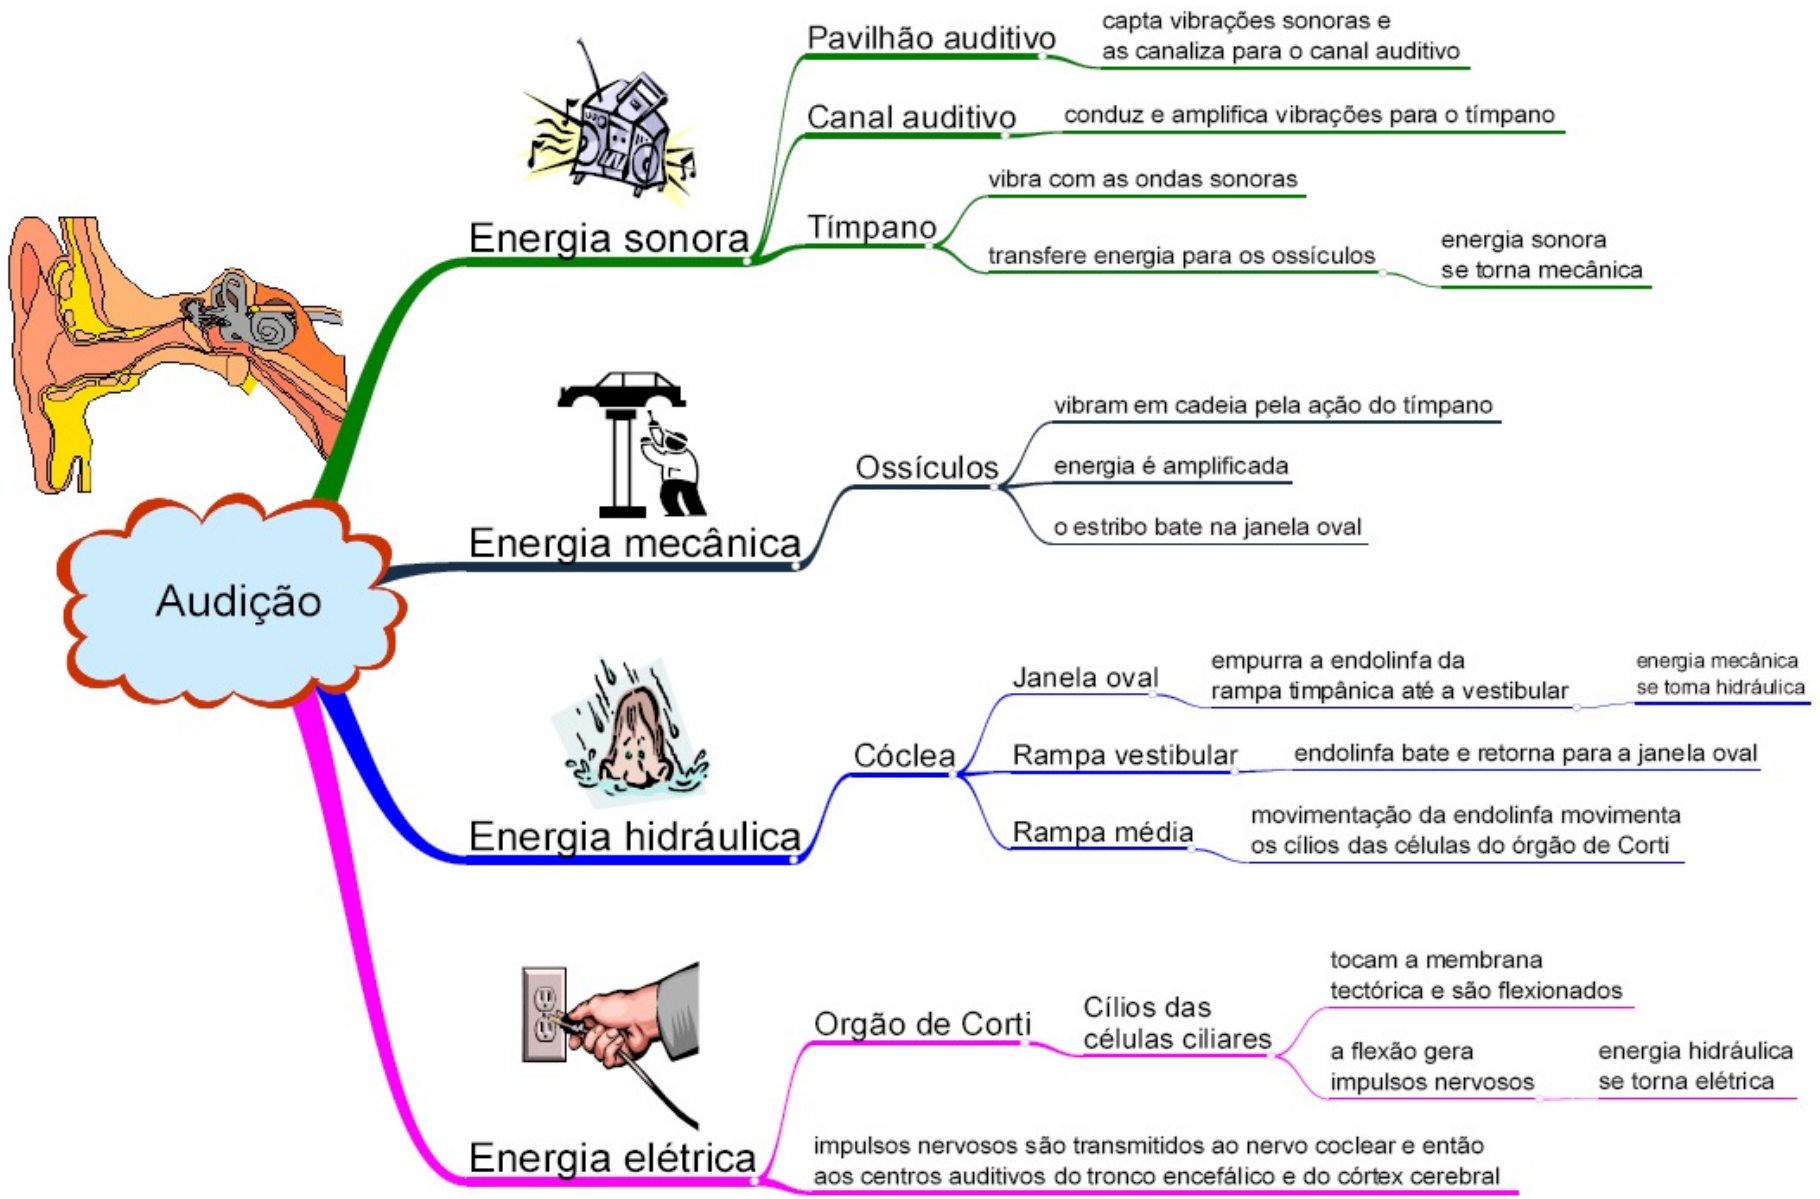 Audição
Energia sonora
Pavilhão auditivo
capta vibrações sonoras e
as canaliza para o canal auditivo
Canal auditivo
conduz e amplifica vibrações para o tímpano
Tímpano
vibra com as ondas sonoras
transfere energia para os ossículos
energia sonora
se torna mecânica
Energia mecânica
Ossículos
vibram em cadeia pela ação do tímpano
energia é amplificada
o estribo bate na janela oval
Energia hidráulica
Cóclea
Janela oval
empurra a endolinfa da
rampa timpânica até a vestibular
energia mecânica
se torna hidráulica
Rampa vestibular
endolinfa bate e retorna para a janela oval
Rampa média
movimentação da endolinfa movimenta
os cílios das células do órgão de Corti
Energia elétrica
Orgão de Corti
Cílios das
células ciliares
tocam a membrana
tectórica e são flexionados
a flexão gera
impulsos nervosos
energia hidráulica
se torna elétrica
impulsos nervosos são transmitidos ao nervo coclear e então
aos centros auditivos do tronco encefálico e do córtex cerebral